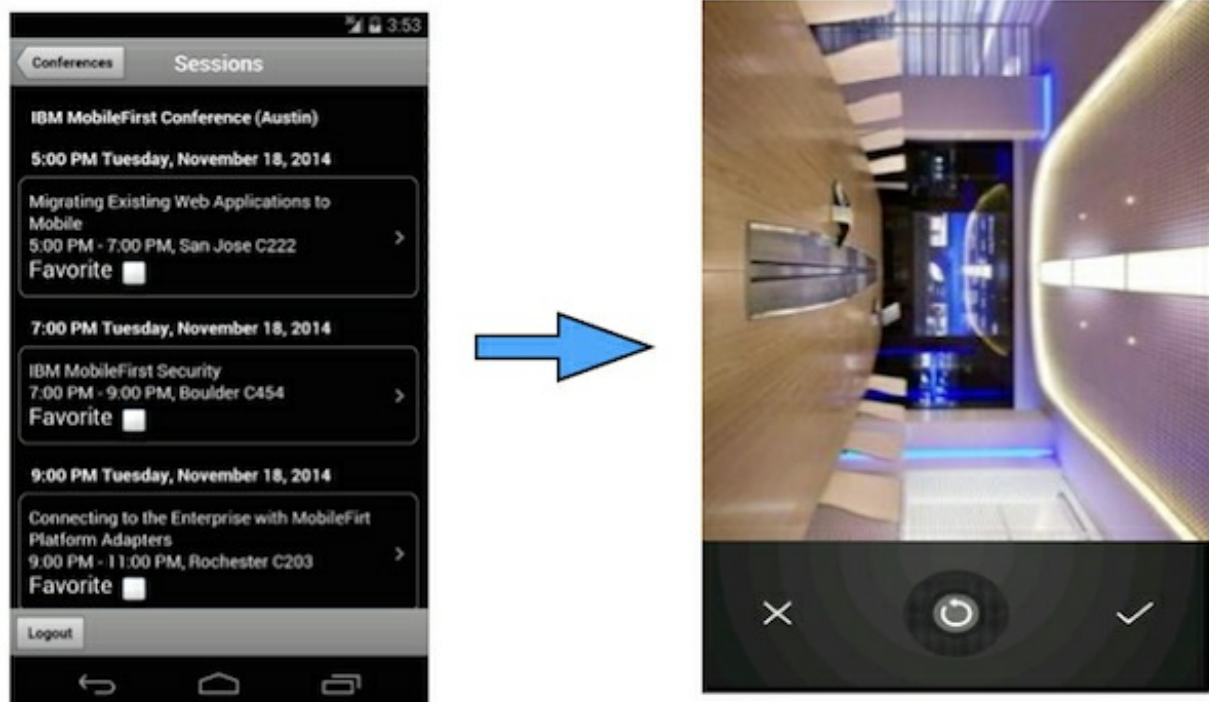 3:53
Conferences
Sessions
IBM MobileFirst Conference (Austin)
5:00 PM Tuesday, November 18, 2014
Migrating Existing Web Applications to
Mobile
5:00 PM - 7:00 PM, San Jose C222
Favorite
7:00 PM Tuesday, November 18, 2014
IBM MobileFirst Security
7:00 PM - 9:00 PM, Boulder C454
Favorite
9:00 PM Tuesday, November 18, 2014
Connecting to the Enterprise with MobileFirt
Platform Adapters
9:00 PM - 11:00 PM, Rochester C203
Favorite
Logout